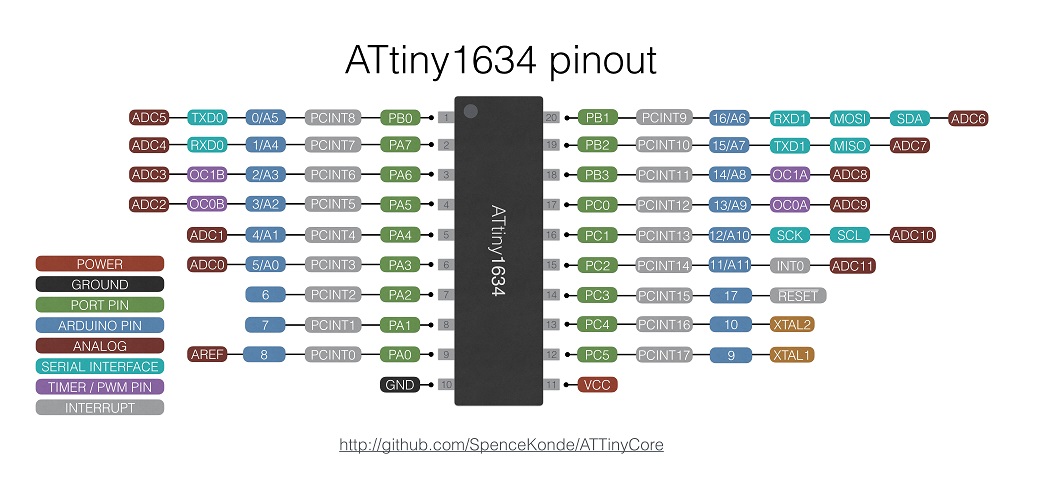 ATtiny1634 pinout
ADC5 TXD0 0/A5 PCINT8 PB0 1 20 PB1 PCINT9 16/A6 RXD1 MOSI SDA ADC6
ADC4 RXD0 1/A4 PCINT7 PA7 2 19 PB2 PCINT10 15/A7 TXD1 MISO ADC7
ADC3 OC1B 2/A3 PCINT6 PA6 3 18 PB3 PCINT11 14/A8 OC1A ADC8
ADC2 OC0B 3/A2 PCINT5 PA5 4 17 PC0 PCINT12 13/A9 OC0A ADC9
ADC1 4/A1 PCINT4 PA4 5 16 PC1 PCINT13 12/A10 SCK SCL ADC10
ADC0 5/A0 PCINT3 PA3 6 15 PC2 PCINT14 11/A11 INT0 ADC11
6 PCINT2 PA2 7 14 PC3 PCINT15 17 RESET
7 PCINT1 PA1 8 13 PC4 PCINT16 10 XTAL2
AREF 8 PCINT0 PA0 9 12 PC5 PCINT17 9 XTAL1
GND 10 11 VCC
ATtiny1634
POWER
GROUND
PORT PIN
ARDUINO PIN
ANALOG
SERIAL INTERFACE
TIMER / PWM PIN
INTERRUPT
http://github.com/SpenceKonde/ATTinyCore